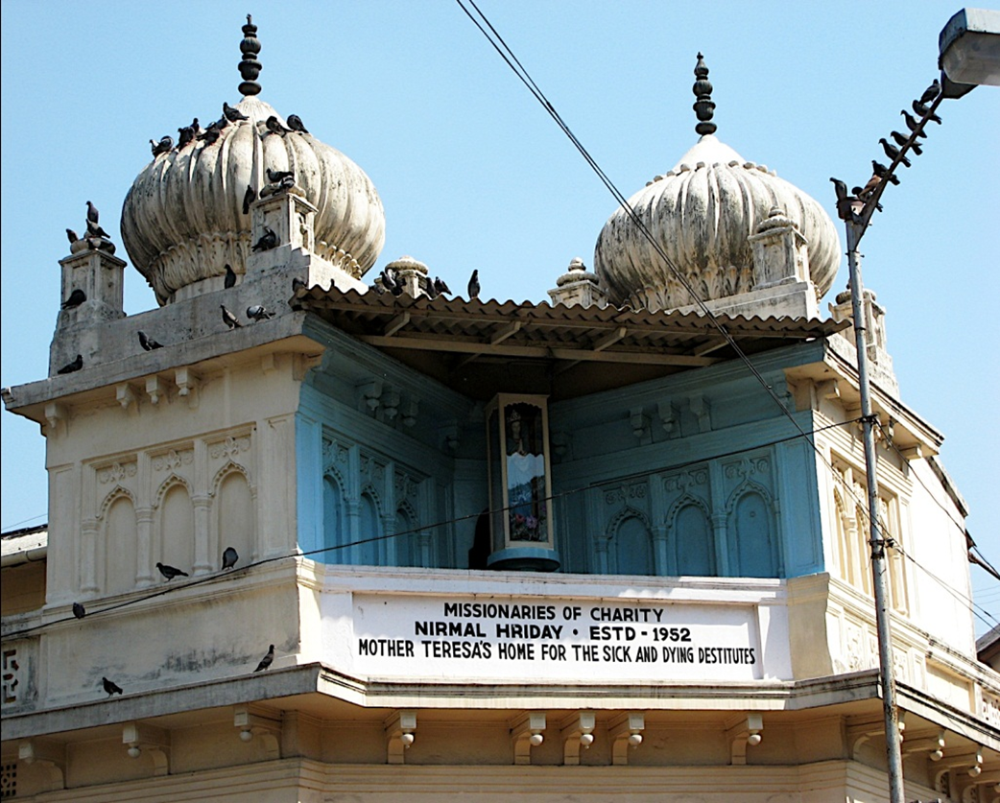 MISSIONARIES OF CHARITY
NIRMAL HRIDAY • ESTD - 1952
MOTHER TERESA'S HOME FOR THE SICK AND DYING DESTITUTES